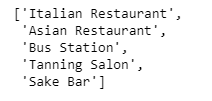 ['Italian Restaurant',
'Asian Restaurant',
'Bus Station',
'Tanning Salon',
'Sake Bar']